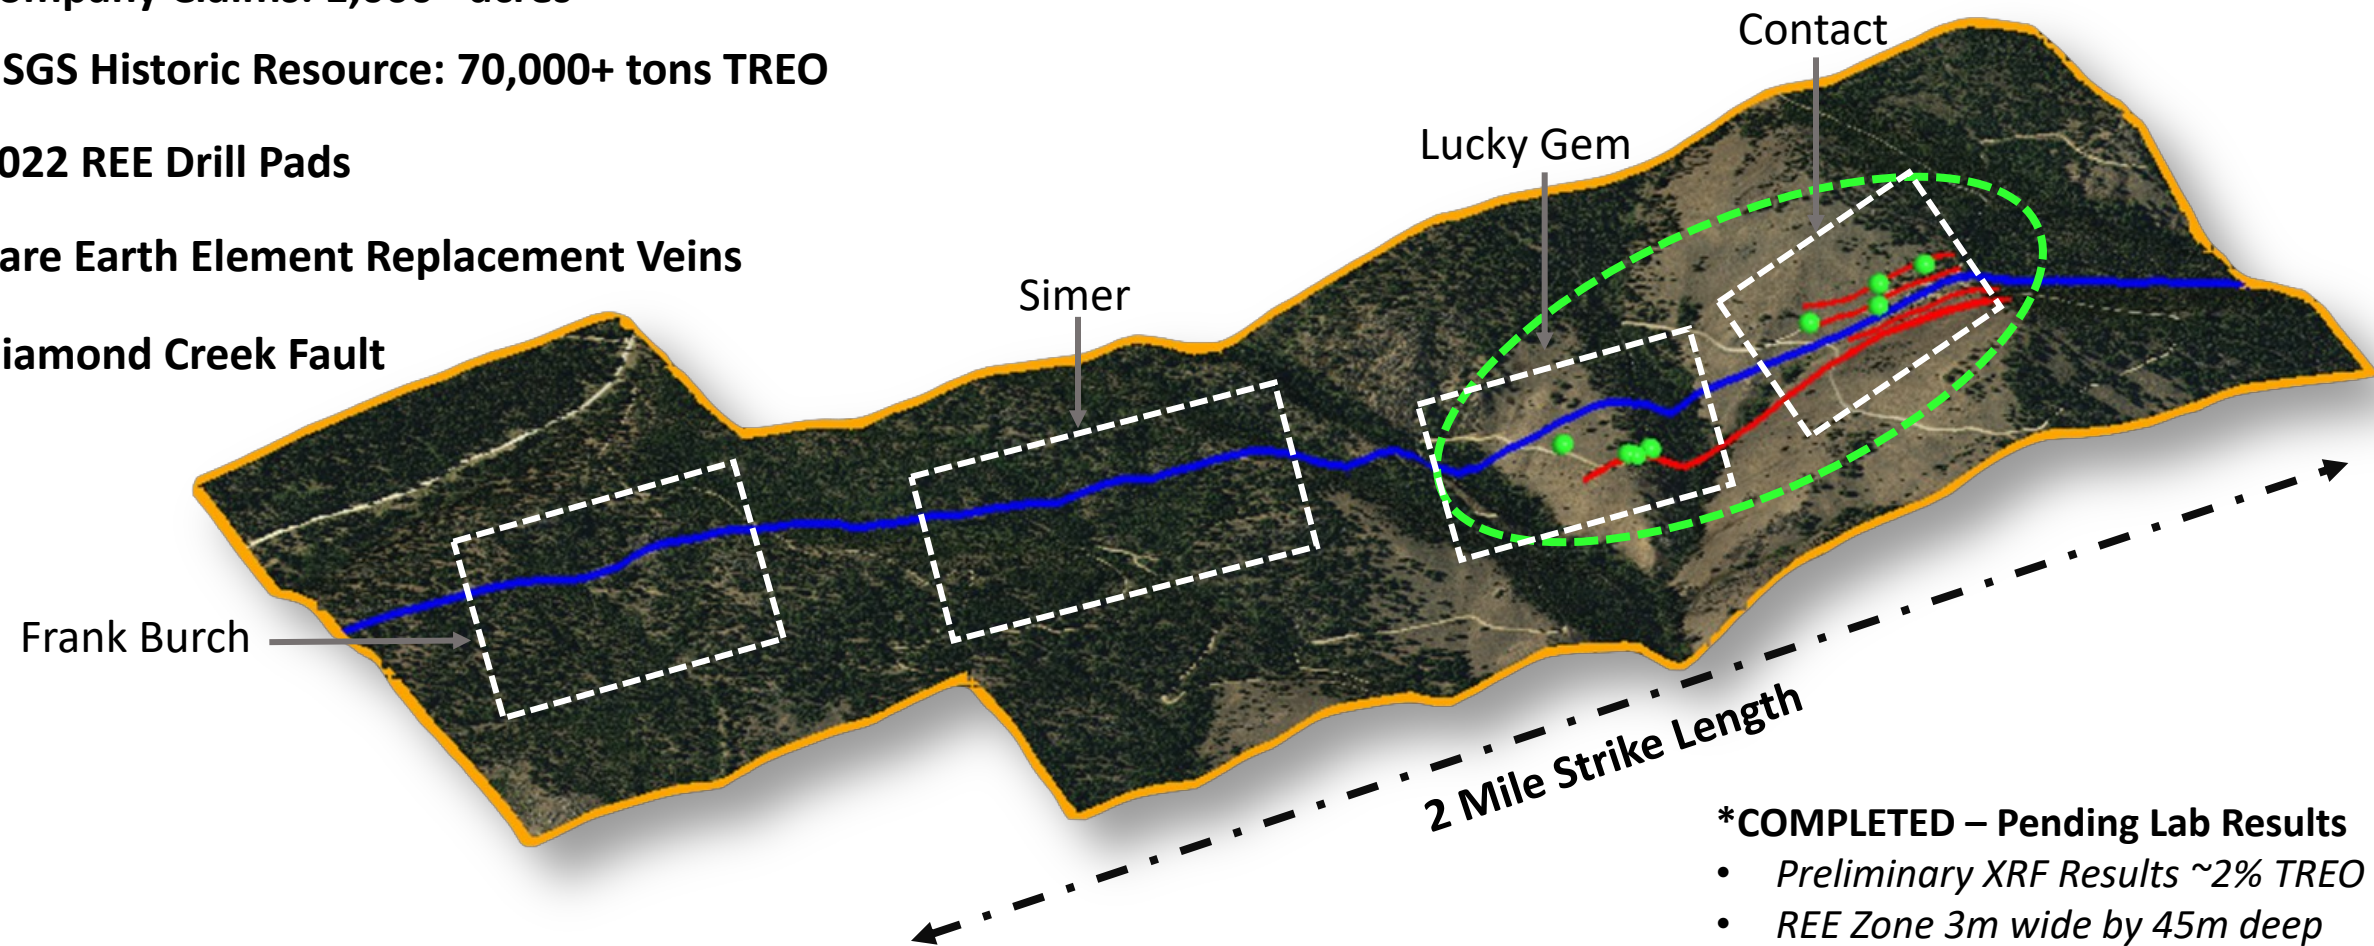 SGS Historic Resource: 70,000+ tons TREO
022 REE Drill Pads
are Earth Element Replacement Veins
iamond Creek Fault
Contact
Lucky Gem
Simer
Frank Burch
2 Mile Strike Length
*COMPLETED – Pending Lab Results
• Preliminary XRF Results ~2% TREO
• REE Zone 3m wide by 45m deep